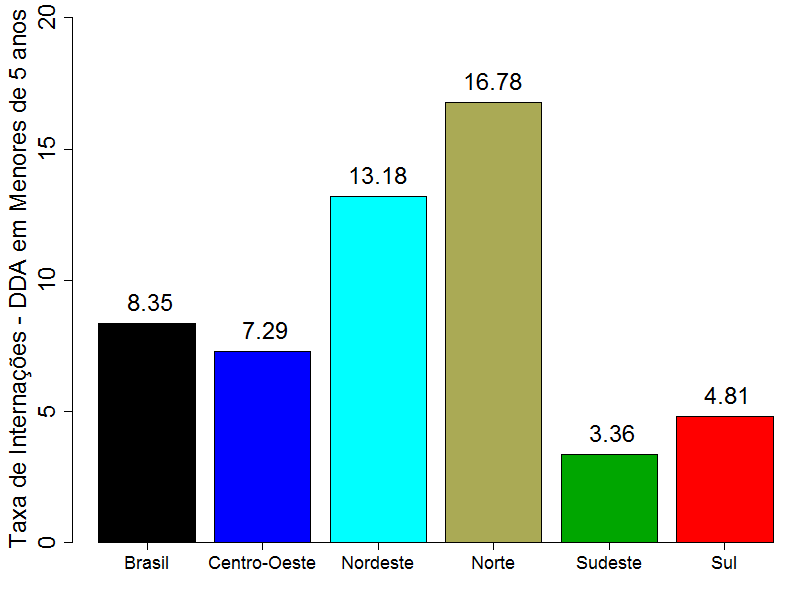 Taxa de Internações - DDA em Menores de 5 anos
20
15
10
5
0
8.35
7.29
13.18
16.78
3.36
4.81
Brasil
Centro-Oeste
Nordeste
Norte
Sudeste
Sul